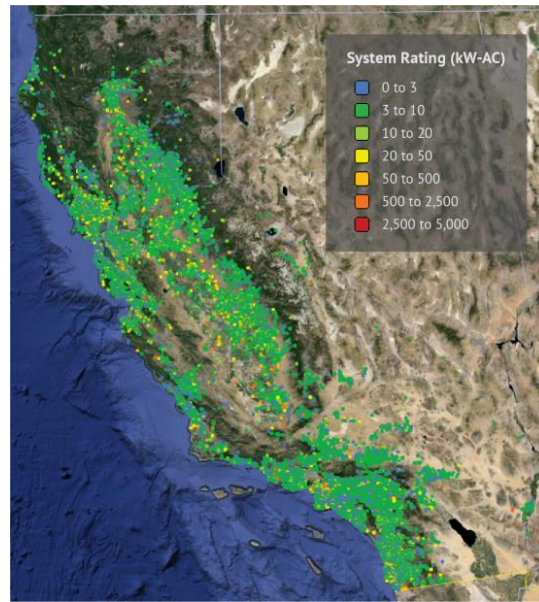 System Rating (kW-AC)
0 to 3
3 to 10
10 to 20
20 to 50
50 to 500
500 to 2,500
2,500 to 5,000